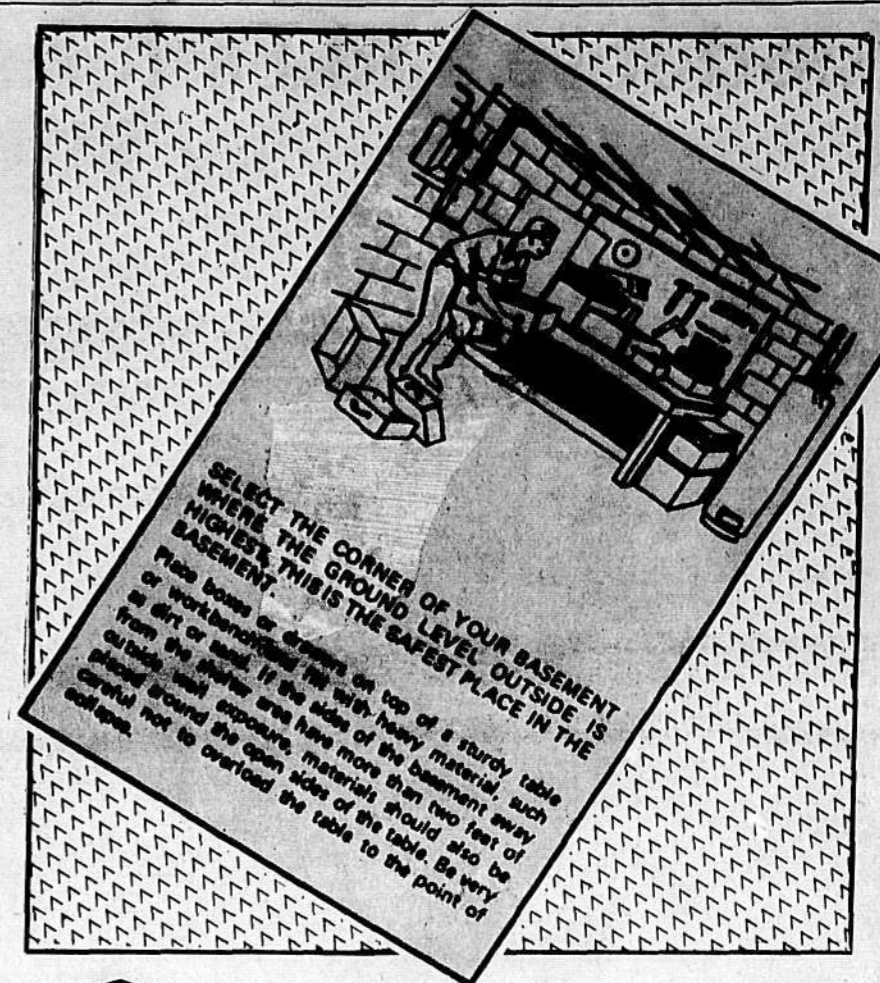 SELECT THE CORNER OF YOUR BASEMENT
WHERE THE GROUND LEVEL OUTSIDE IS
HIGHEST, THIS IS THE SAFEST PLACE IN THE
BASEMENT.
Place boxes or drawers on top of a sturdy table
or workbench and fill with heavy material, such
as dirt or sand. If the sides of the basement away
from the shelter area have more than two feet of
outside wall exposure, materials should also be
placed around the open sides of the table. Be very
careful not to overload the table to the point of
collapse.